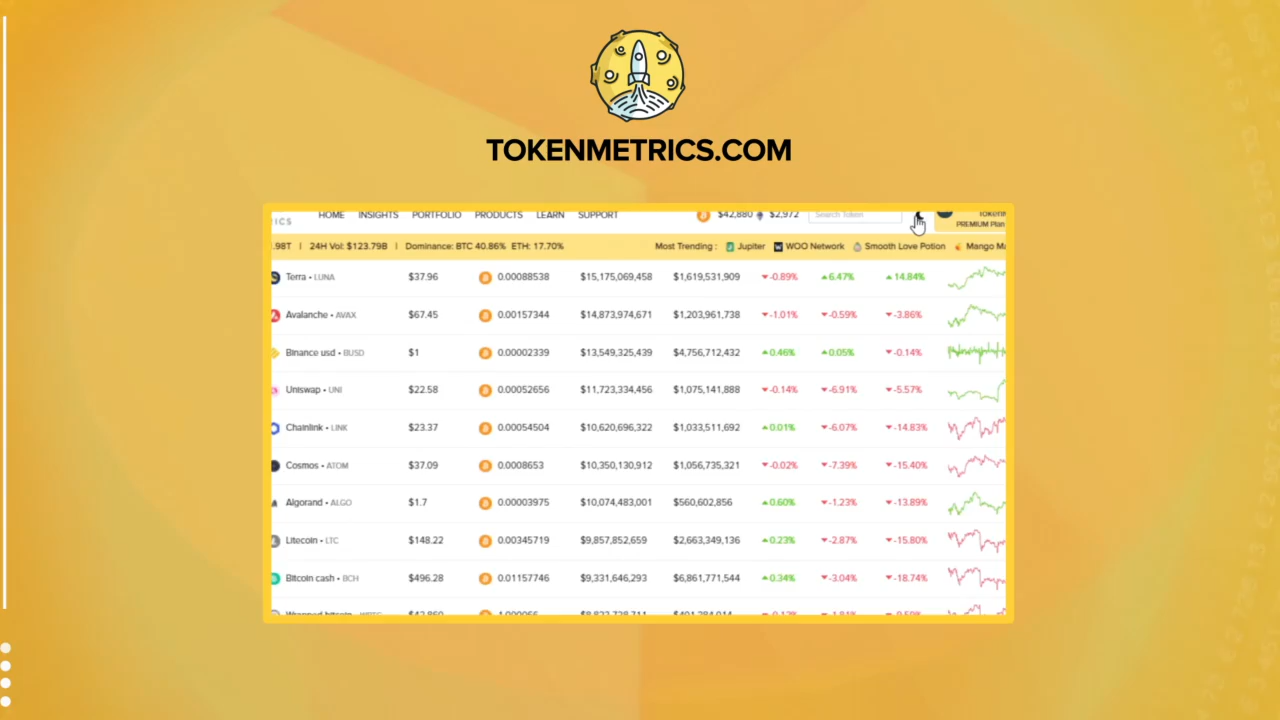 TOKENMETRICS.COM
ICS HOME INSIGHTS PORTFOLIO PRODUCTS LEARN SUPPORT $42,880 $2,972 Search Token
PREMIUM Plan
.98T | 24H Vol: $123.79B | Dominance: BTC 40.86% ETH: 17.70% Most Trending : Jupiter WOO Network Smooth Love Potion Mango Ma
Terra • LUNA $37.96 0.00088538 $15,175,069,458 $1,619,531,909 -0.89% 6.47% 14.84%
Avalanche • AVAX $67.45 0.00157344 $14,873,974,671 $1,203,961,738 -1.01% -0.59% -3.86%
Binance usd • BUSD $1 0.00002339 $13,549,325,439 $4,756,712,432 0.46% 0.05% -0.14%
Uniswap • UNI $22.58 0.00052656 $11,723,334,456 $1,075,141,888 -0.14% -6.91% -5.57%
Chainlink • LINK $23.37 0.00054504 $10,620,696,322 $1,033,511,692 0.01% -6.07% -14.83%
Cosmos • ATOM $37.09 0.0008653 $10,350,130,912 $1,056,735,321 -0.02% -7.39% -15.40%
Algorand • ALGO $1.7 0.00003975 $10,074,483,001 $560,602,856 0.60% -1.23% -13.89%
Litecoin • LTC $148.22 0.00345719 $9,857,852,659 $2,663,349,136 0.23% -2.87% -15.80%
Bitcoin cash • BCH $496.28 0.01157746 $9,331,646,293 $6,861,771,544 0.34% -3.04% -18.74%